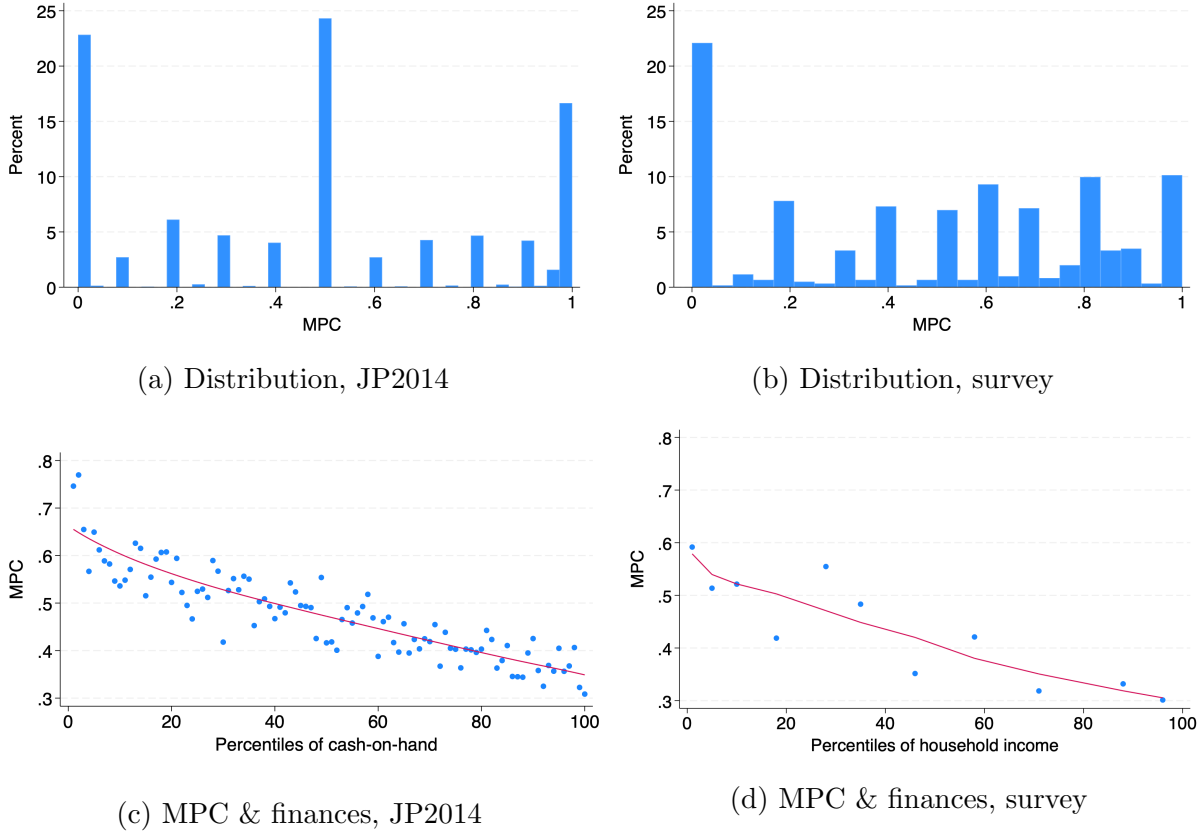 25
20
15
10
5
0
Percent
0 .2 .4 .6 .8 1
MPC
(a) Distribution, JP2014
25
20
15
10
5
0
Percent
0 .2 .4 .6 .8 1
MPC
(b) Distribution, survey
.8
.7
.6
.5
.4
.3
MPC
0 20 40 60 80 100
Percentiles of cash-on-hand
(c) MPC & finances, JP2014
.8
.7
.6
.5
.4
.3
MPC
0 20 40 60 80 100
Percentiles of household income
(d) MPC & finances, survey